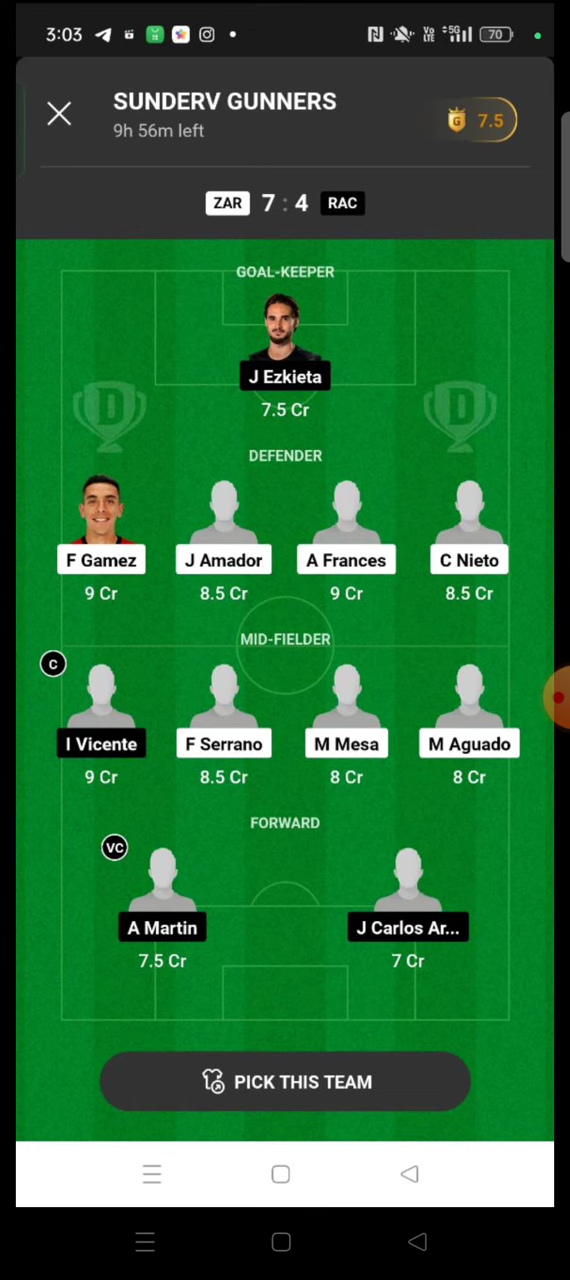 3:03
Vo 5G 70
LTE
SUNDERV GUNNERS
9h 56m left
G 7.5
ZAR 7 : 4 RAC
GOAL-KEEPER
J Ezkieta
7.5 Cr
D D
DEFENDER
F Gamez J Amador A Frances C Nieto
9 Cr 8.5 Cr 9 Cr 8.5 Cr
MID-FIELDER
C
I Vicente F Serrano M Mesa M Aguado
9 Cr 8.5 Cr 8 Cr 8 Cr
FORWARD
VC
A Martin J Carlos Ar...
7.5 Cr 7 Cr
PICK THIS TEAM